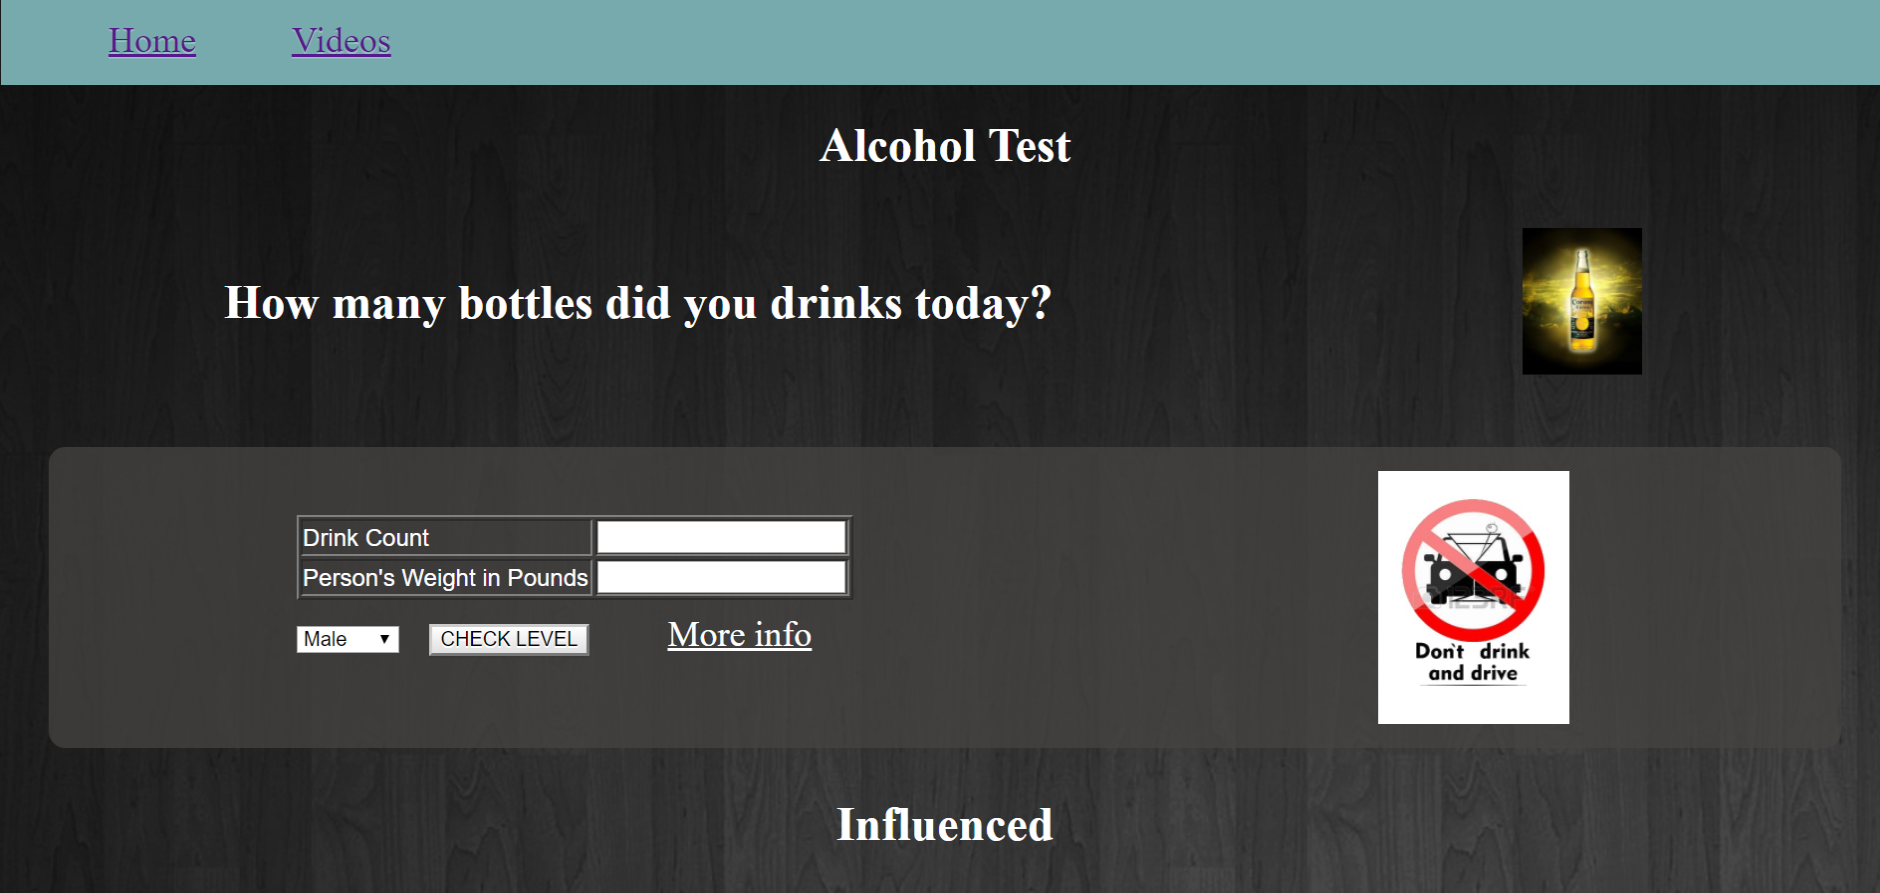 Home Videos
Alcohol Test
How many bottles did you drinks today?
Drink Count
Person's Weight in Pounds
Male CHECK LEVEL More info
Don't drink
and drive
Influenced